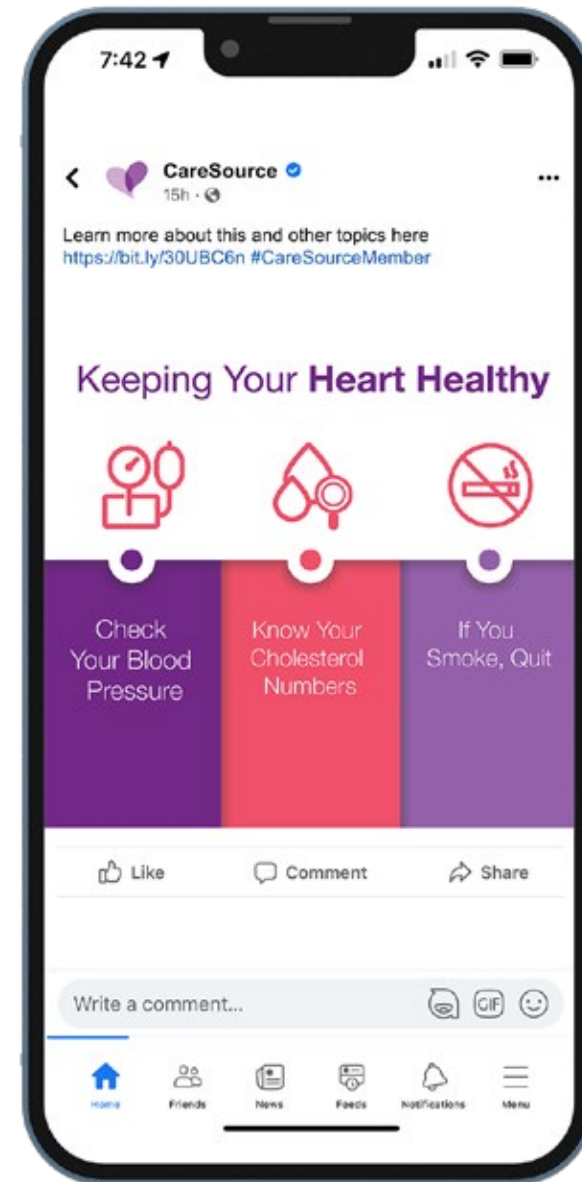 7:42
CareSource
15h
Learn more about this and other topics here
https://bit.ly/30UBC6n #CareSourceMember
Keeping Your Heart Healthy
Check
Your Blood
Pressure
Know Your
Cholesterol
Numbers
If You
Smoke, Quit
Like
Comment
Share
Write a comment...
GIF
Home
Friends
News
Feeds
Notifications
Menu